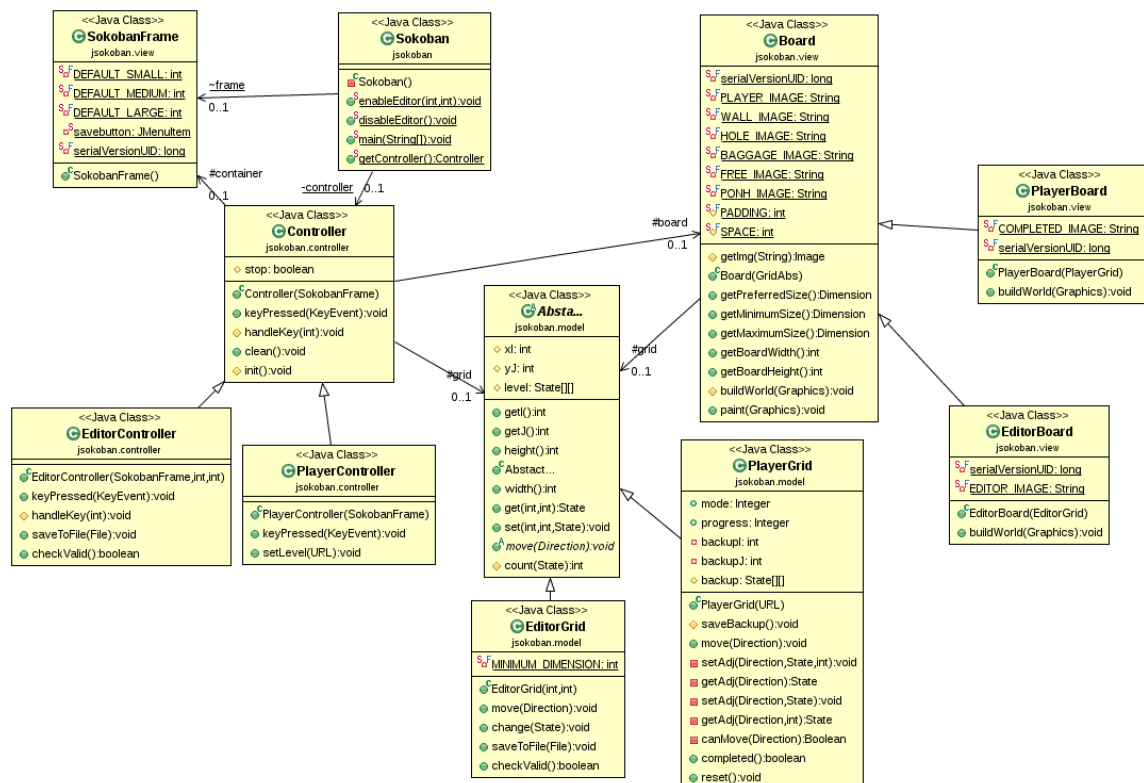 <<Java Class>>
SokobanFrame
jsokoban.view
DEFAULT_SMALL: int
DEFAULT_MEDIUM: int
DEFAULT_LARGE: int
savebutton: JMenuItem
serialVersionUID: long
SokobanFrame()
<<Java Class>>
Sokoban
jsokoban
Sokoban()
enableEditor(int,int):void
disableEditor():void
main(String[]):void
getController():Controller
~frame
0..1
#container
0..1
-controller
0..1
<<Java Class>>
Controller
jsokoban.controller
stop: boolean
Controller(SokobanFrame)
keyPressed(KeyEvent):void
handleKey(int):void
clean():void
init():void
#board
0..1
#grid
0..1
#grid
0..1
<<Java Class>>
Board
jsokoban.view
serialVersionUID: long
PLAYER_IMAGE: String
WALL_IMAGE: String
HOLE_IMAGE: String
BAGGAGE_IMAGE: String
FREE_IMAGE: String
PONH_IMAGE: String
PADDING: int
SPACE: int
getImg(String):Image
Board(GridAbs)
getPreferredSize():Dimension
getMinimumSize():Dimension
getMaximumSize():Dimension
getBoardWidth():int
getBoardHeight():int
buildWorld(Graphics):void
paint(Graphics):void
<<Java Class>>
PlayerBoard
jsokoban.view
COMPLETED_IMAGE: String
serialVersionUID: long
PlayerBoard(PlayerGrid)
buildWorld(Graphics):void
<<Java Class>>
Absta...
jsokoban.model
xI: int
yJ: int
level: State[][]
getI():int
getJ():int
height():int
Abstact...
width():int
get(int,int):State
set(int,int,State):void
move(Direction):void
count(State):int
<<Java Class>>
EditorController
jsokoban.controller
EditorController(SokobanFrame,int,int)
keyPressed(KeyEvent):void
handleKey(int):void
saveToFile(File):void
checkValid():boolean
<<Java Class>>
PlayerController
jsokoban.controller
PlayerController(SokobanFrame)
keyPressed(KeyEvent):void
setLevel(URL):void
<<Java Class>>
PlayerGrid
jsokoban.model
mode: Integer
progress: Integer
backupI: int
backupJ: int
backup: State[][]
PlayerGrid(URL)
saveBackup():void
move(Direction):void
setAdj(Direction,State,int):void
getAdj(Direction):State
setAdj(Direction,State):void
getAdj(Direction,int):State
canMove(Direction):Boolean
completed():boolean
reset():void
<<Java Class>>
EditorBoard
jsokoban.view
serialVersionUID: long
EDITOR_IMAGE: String
EditorBoard(EditorGrid)
buildWorld(Graphics):void
<<Java Class>>
EditorGrid
jsokoban.model
MINIMUM_DIMENSION: int
EditorGrid(int,int)
move(Direction):void
change(State):void
saveToFile(File):void
checkValid():boolean